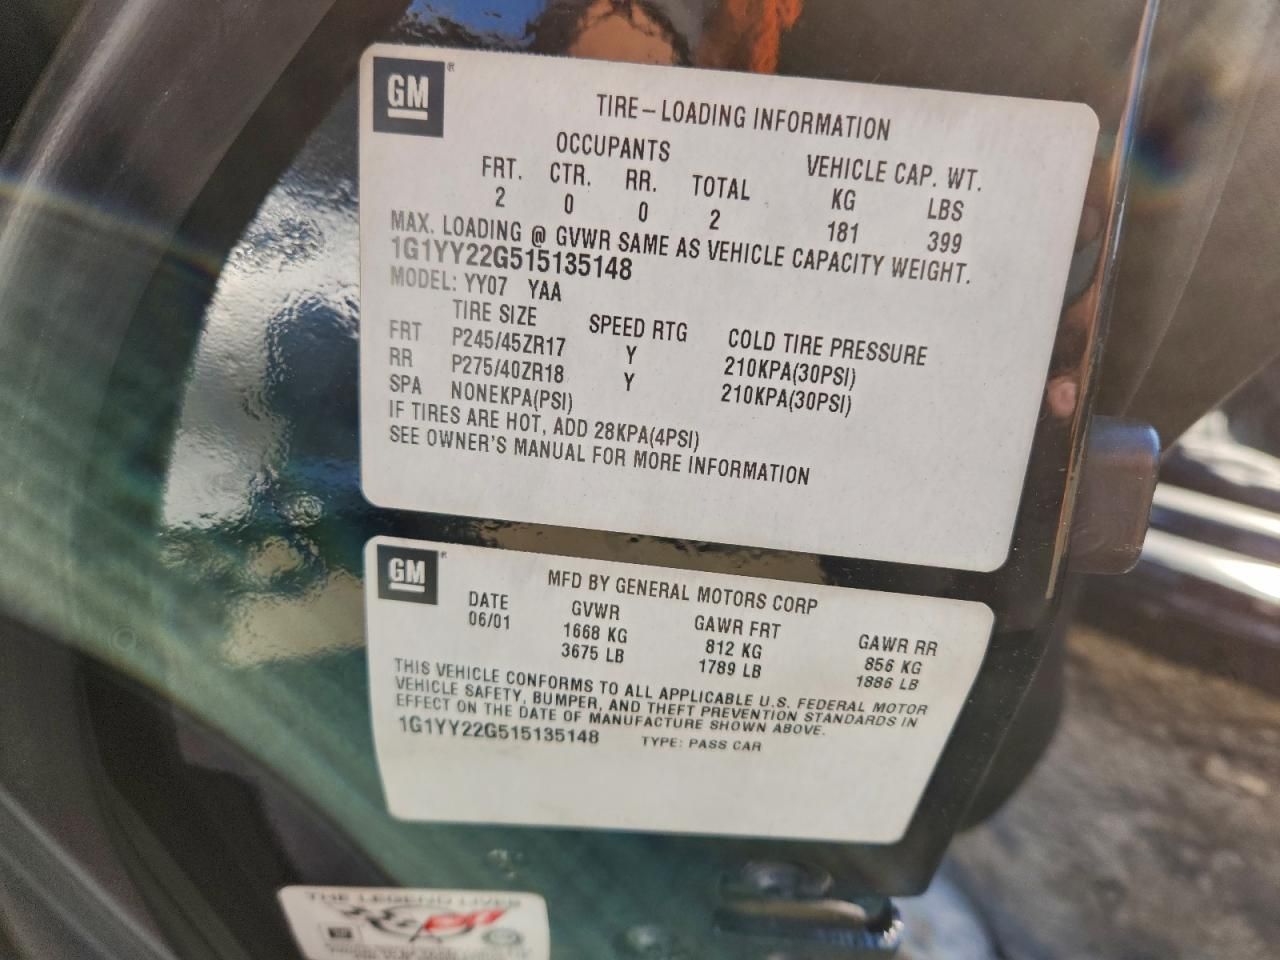 GM®
TIRE-LOADING INFORMATION
OCCUPANTS VEHICLE CAP. WT.
FRT. CTR. RR. TOTAL KG LBS
2 0 0 2 181 399
MAX. LOADING @ GVWR SAME AS VEHICLE CAPACITY WEIGHT.
1G1YY22G515135148
MODEL: YY07 YAA
TIRE SIZE SPEED RTG COLD TIRE PRESSURE
FRT P245/45ZR17 Y 210KPA(30PSI)
RR P275/40ZR18 Y 210KPA(30PSI)
SPA NONEKPA(PSI)
IF TIRES ARE HOT, ADD 28KPA(4PSI)
SEE OWNER'S MANUAL FOR MORE INFORMATION
GM®
MFD BY GENERAL MOTORS CORP
DATE GVWR GAWR FRT GAWR RR
06/01 1668 KG 812 KG 856 KG
3675 LB 1789 LB 1886 LB
THIS VEHICLE CONFORMS TO ALL APPLICABLE U.S. FEDERAL MOTOR
VEHICLE SAFETY, BUMPER, AND THEFT PREVENTION STANDARDS IN
EFFECT ON THE DATE OF MANUFACTURE SHOWN ABOVE.
1G1YY22G515135148 TYPE: PASS CAR
THE LEGEND LIVES